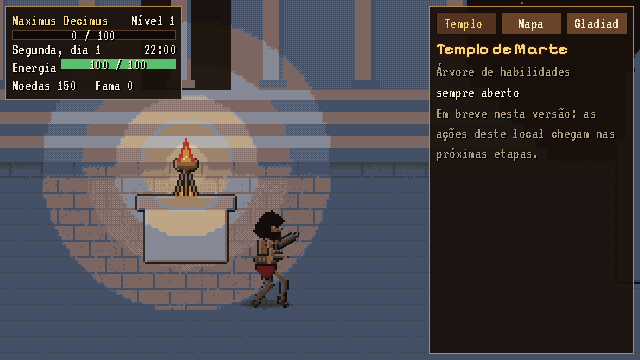 Maximus Decimus Nível 1
0 / 100
Segunda, dia 1 22:00
Energia 100 / 100
Moedas 150 Fama 0
Templo Mapa Gladiad
Templo de Marte
Árvore de habilidades
sempre aberto
Em breve nesta versão: as
ações deste local chegam nas
próximas etapas.